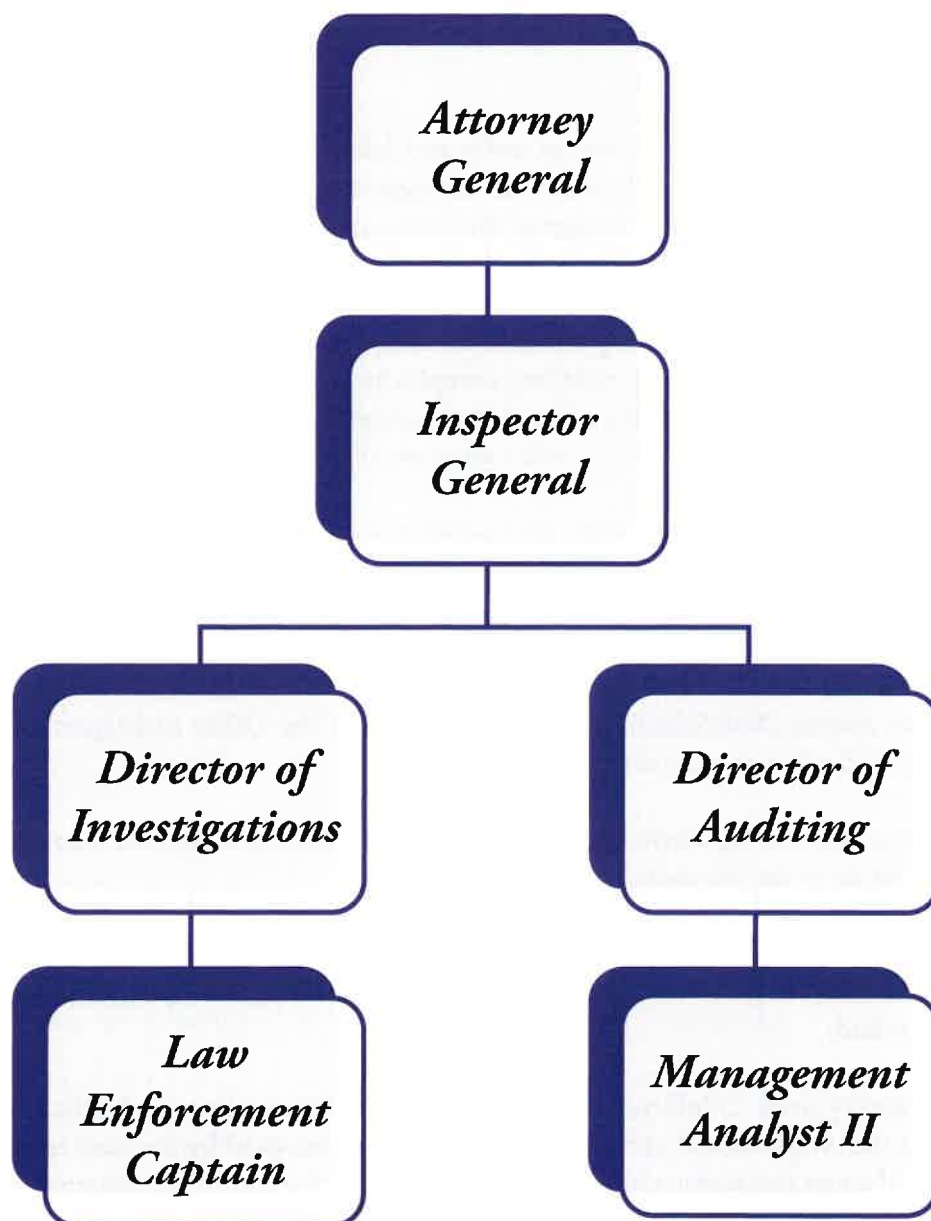 Attorney
General
Inspector
General
Director of
Investigations
Director of
Auditing
Law
Enforcement
Captain
Management
Analyst II